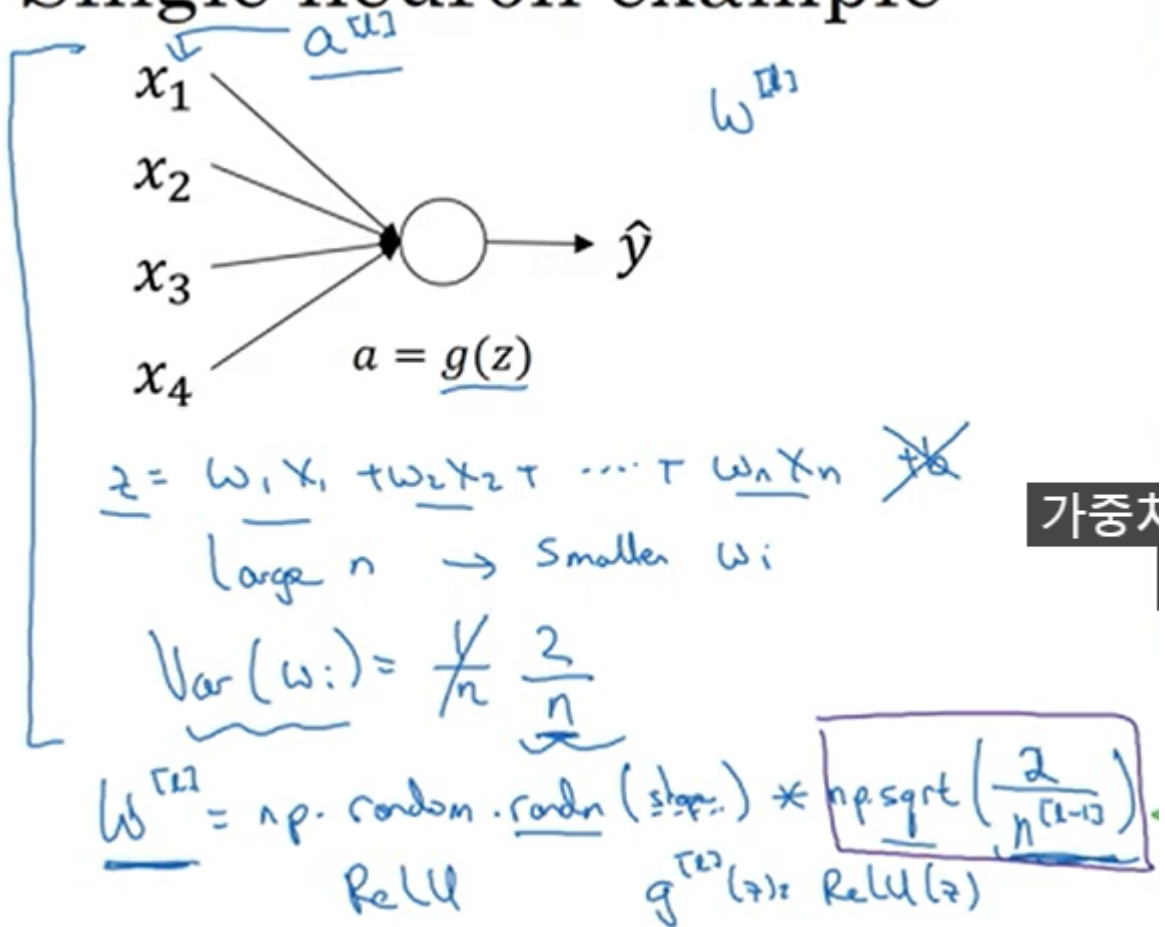 Single neuron example
a^[l]
x₁
W^[l]
x₂
ŷ
x₃
x₄
a = g(z)
z = w₁x₁ + w₂x₂ + ..... + wₙxₙ +b
가중치
Large n → Smaller wᵢ
Var(wᵢ) = 1/n 2/n
W^[l] = np.random.randn(shape) * np.sqrt(2/n^[l-1])
ReLU g^[l](z) = ReLU(z)